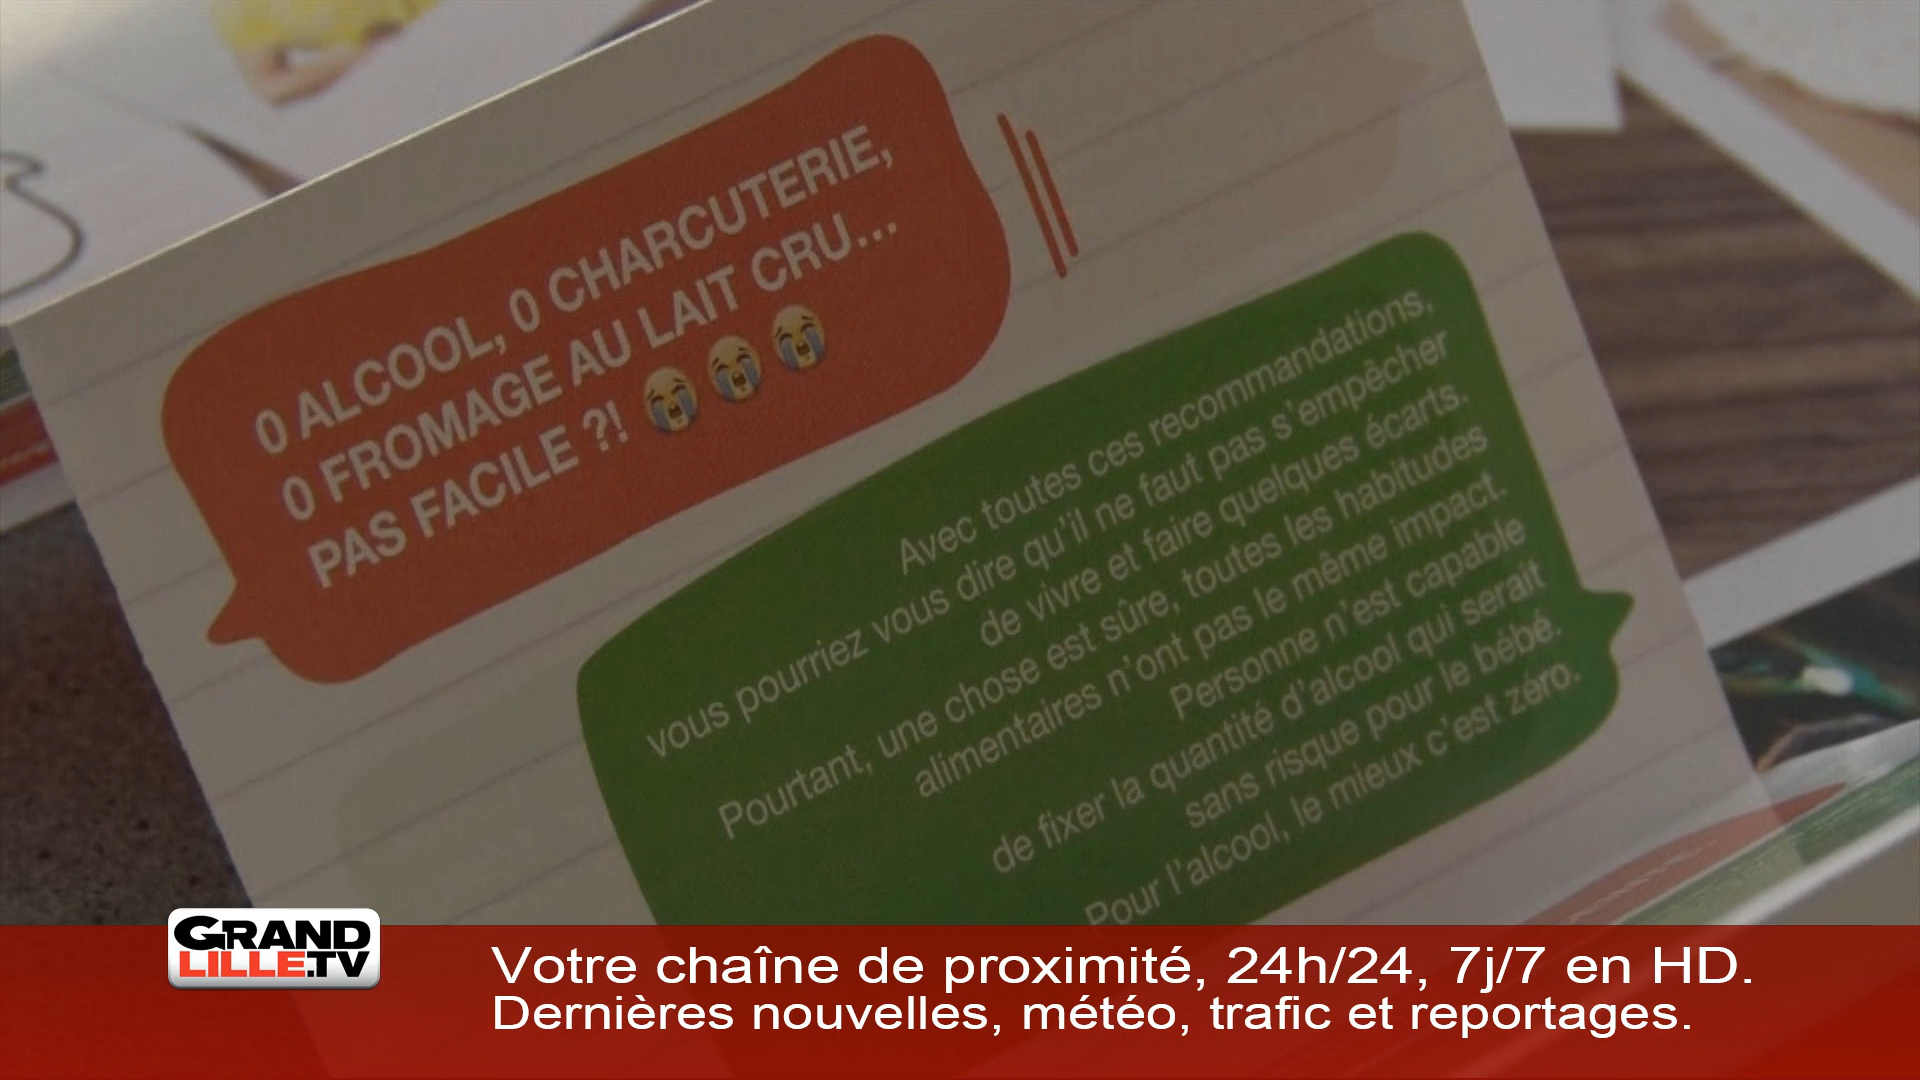 0 ALCOOL, 0 CHARCUTERIE,
0 FROMAGE AU LAIT CRU...
PAS FACILE ?! 😭 😭 😭
Avec toutes ces recommandations,
vous pourriez vous dire qu'il ne faut pas s'empêcher
de vivre et faire quelques écarts.
Pourtant, une chose est sûre, toutes les habitudes
alimentaires n'ont pas le même impact.
Personne n'est capable
de fixer la quantité d'alcool qui serait
sans risque pour le bébé.
Pour l'alcool, le mieux c'est zéro.
GRAND
LILLE.TV
Votre chaîne de proximité, 24h/24, 7j/7 en HD.
Dernières nouvelles, météo, trafic et reportages.